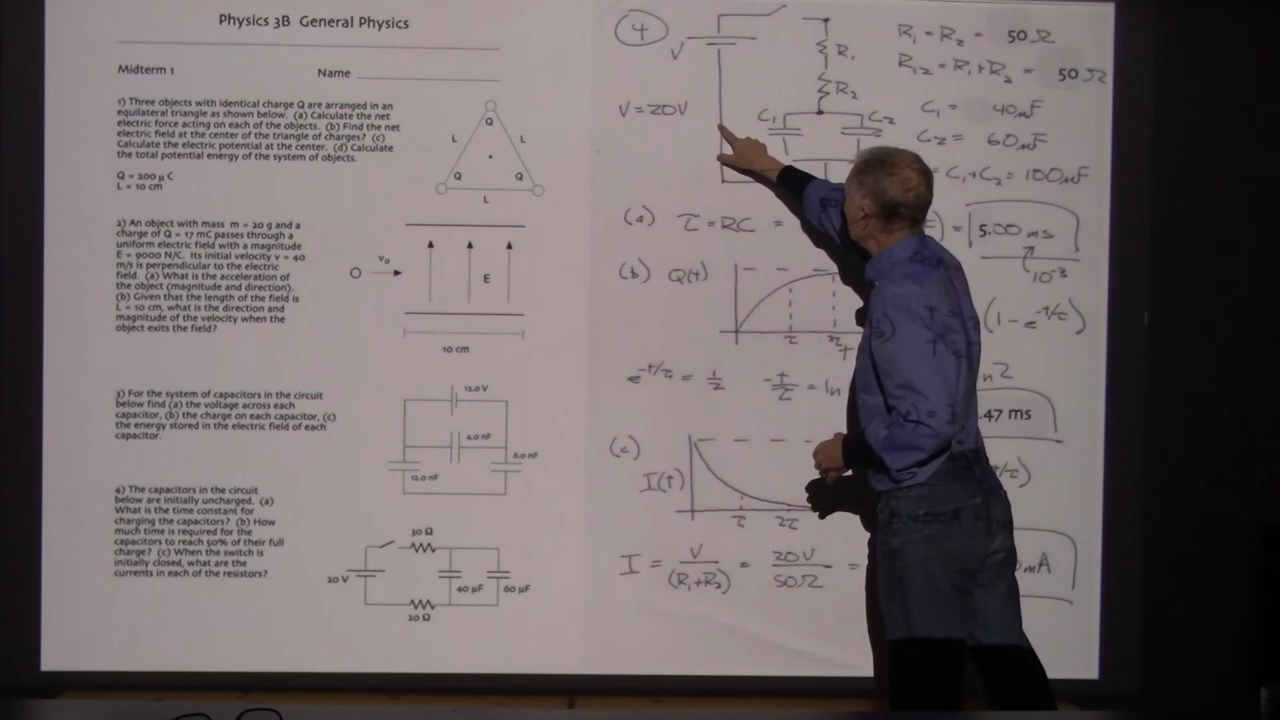 Physics 3B General Physics
Midterm 1 Name
1) Three objects with identical charge Q are arranged in an
equilateral triangle as shown below. (a) Calculate the net
electric force acting on each of the objects. (b) Find the net
electric field at the center of the triangle of charges? (c)
Calculate the electric potential at the center. (d) Calculate
the total potential energy of the system of objects.
Q = 200 μ C
L = 10 cm
Q
L L
Q Q
L
2) An object with mass m = 20 g and a
charge of Q = 17 mC passes through a
uniform electric field with a magnitude
E = 9000 N/C. Its initial velocity v = 40
m/s is perpendicular to the electric
field. (a) What is the acceleration of
the object (magnitude and direction).
(b) Given that the length of the field is
L = 10 cm, what is the direction and
magnitude of the velocity when the
object exits the field?
v₀
E
10 cm
3) For the system of capacitors in the circuit
below find (a) the voltage across each
capacitor, (b) the charge on each capacitor, (c)
the energy stored in the electric field of each
capacitor.
12.0 V
4.0 nF
12.0 nF
6.0 nF
4) The capacitors in the circuit
below are initially uncharged. (a)
What is the time constant for
charging the capacitors? (b) How
much time is required for the
capacitors to reach 50% of their full
charge? (c) When the switch is
initially closed, what are the
currents in each of the resistors?
30 Ω
20 V
40 μF 60 μF
20 Ω
4
V
R₁
R₂
C₁ C₂
V = 20V
R₁ = R₂ = 50 Ω
R₁₂ = R₁ + R₂ = 50 Ω
C₁ = 40 μF
C₂ = 60 μF
= C₁ + C₂ = 100 μF
(a) τ = RC = ) = 5.00 ms
10⁻³
(b) Q(t)
τ 2τ t
(1 - e^(-t/τ))
e^(-t/τ) = 1/2 -t/τ = ln
n 2
.47 ms
(c)
I(t)
τ 2τ
I = V/(R₁+R₂) = 20V/50Ω =
mA